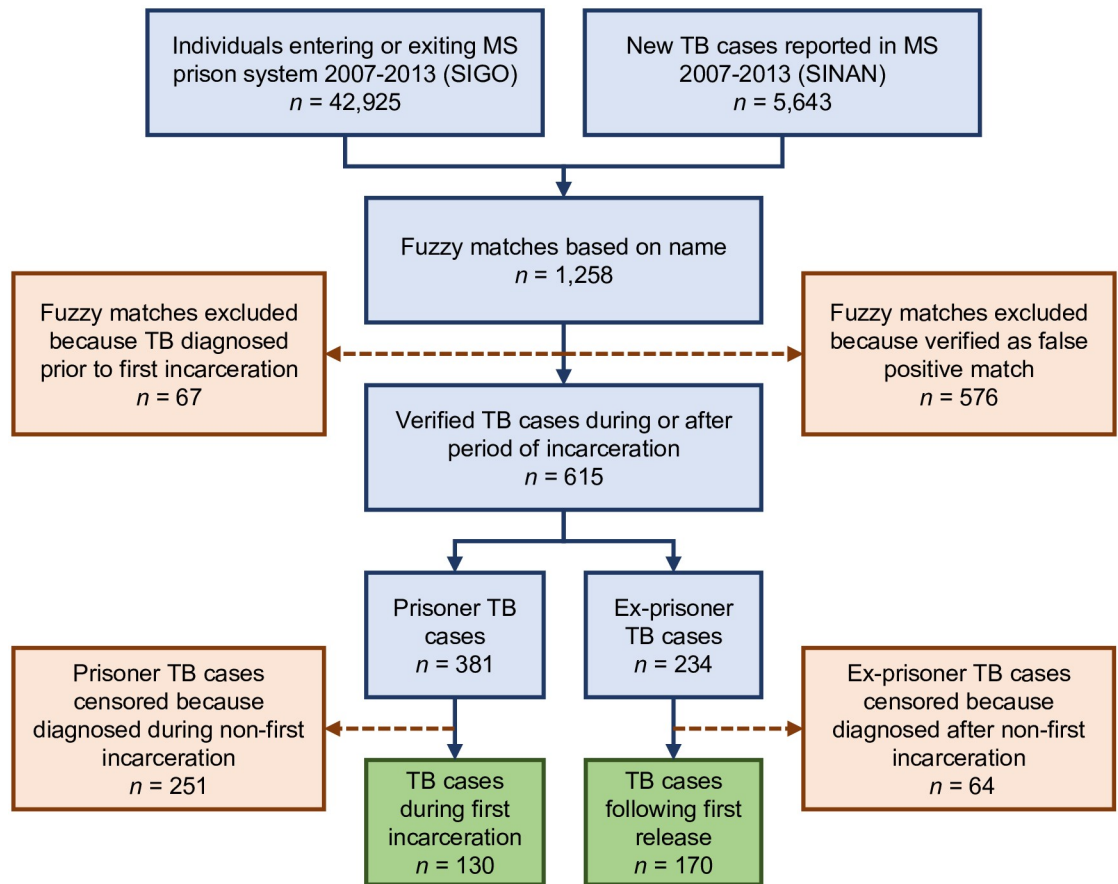 Individuals entering or exiting MS
prison system 2007-2013 (SIGO)
n = 42,925
New TB cases reported in MS
2007-2013 (SINAN)
n = 5,643
Fuzzy matches based on name
n = 1,258
Fuzzy matches excluded
because TB diagnosed
prior to first incarceration
n = 67
Fuzzy matches excluded
because verified as false
positive match
n = 576
Verified TB cases during or after
period of incarceration
n = 615
Prisoner TB
cases
n = 381
Ex-prisoner
TB cases
n = 234
Prisoner TB cases
censored because
diagnosed during non-first
incarceration
n = 251
Ex-prisoner TB cases
censored because
diagnosed after non-first
incarceration
n = 64
TB cases
during first
incarceration
n = 130
TB cases
following first
release
n = 170